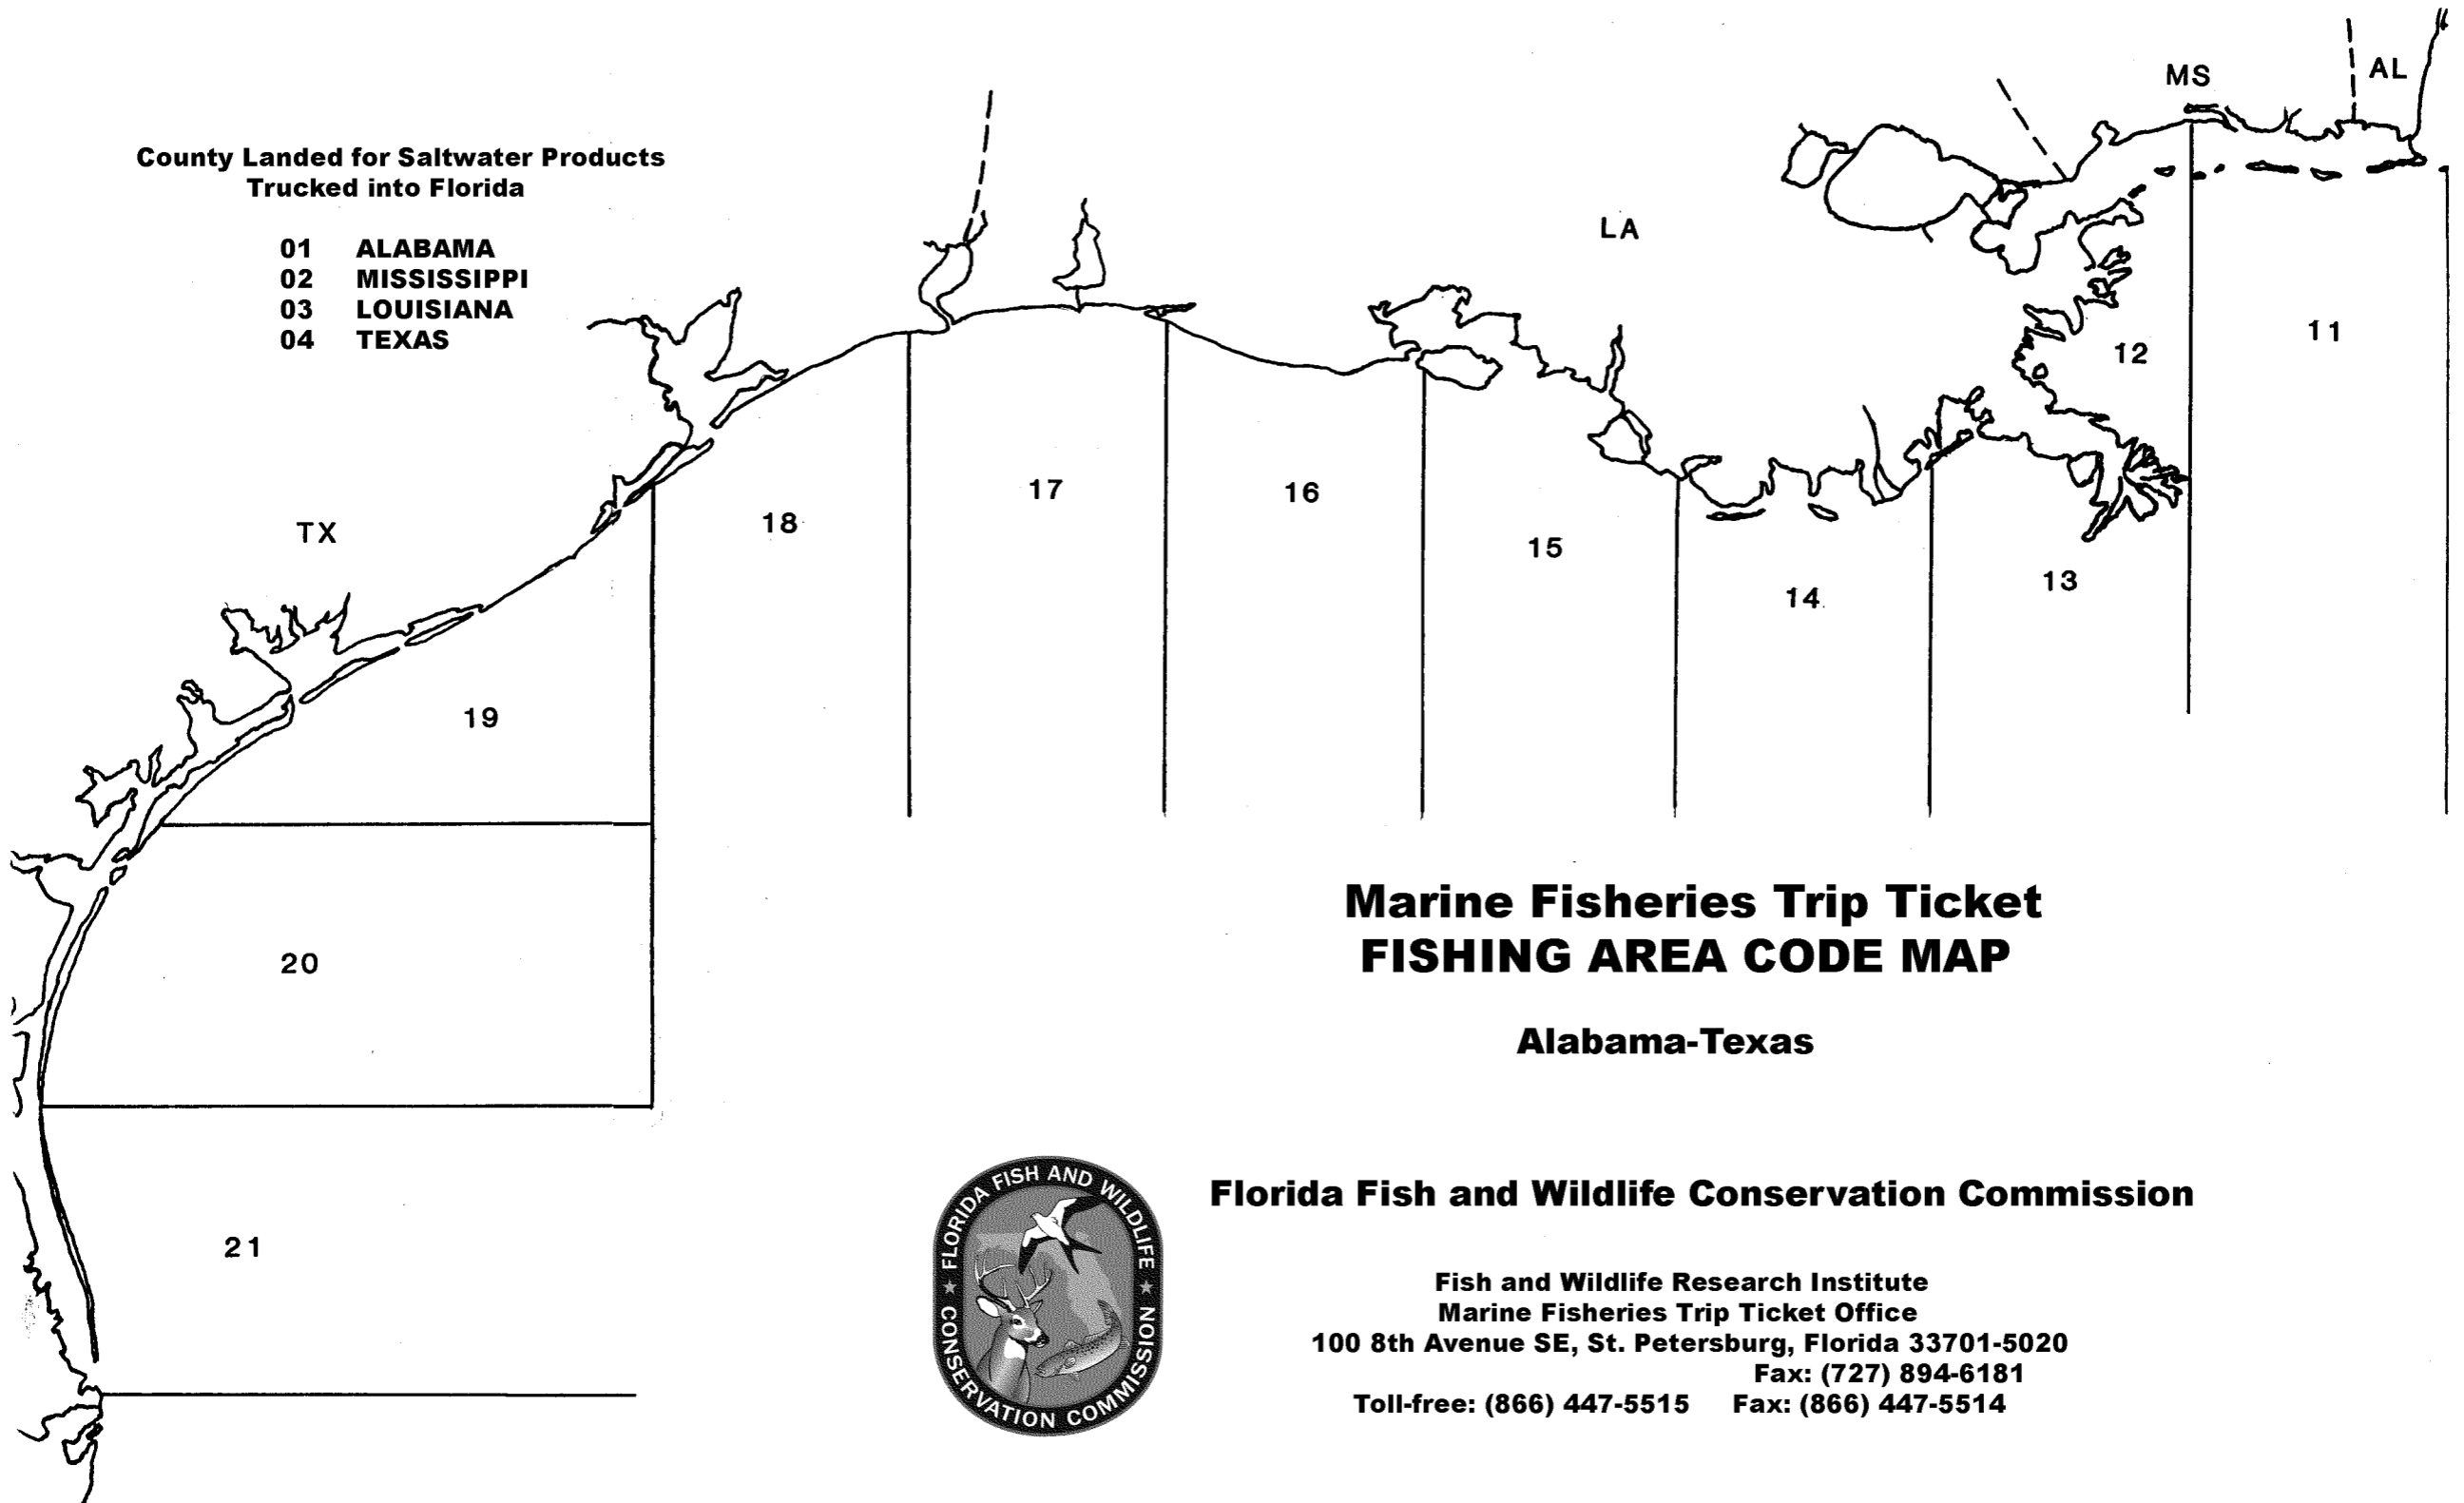 MS
AL
County Landed for Saltwater Products
Trucked into Florida
01 ALABAMA
02 MISSISSIPPI
03 LOUISIANA
04 TEXAS
LA
11
12
17
16
18
TX
15
13
14
19
20
21
Marine Fisheries Trip Ticket
FISHING AREA CODE MAP
Alabama-Texas
FLORIDA FISH AND WILDLIFE
CONSERVATION COMMISSION
Florida Fish and Wildlife Conservation Commission
Fish and Wildlife Research Institute
Marine Fisheries Trip Ticket Office
100 8th Avenue SE, St. Petersburg, Florida 33701-5020
Fax: (727) 894-6181
Toll-free: (866) 447-5515 Fax: (866) 447-5514